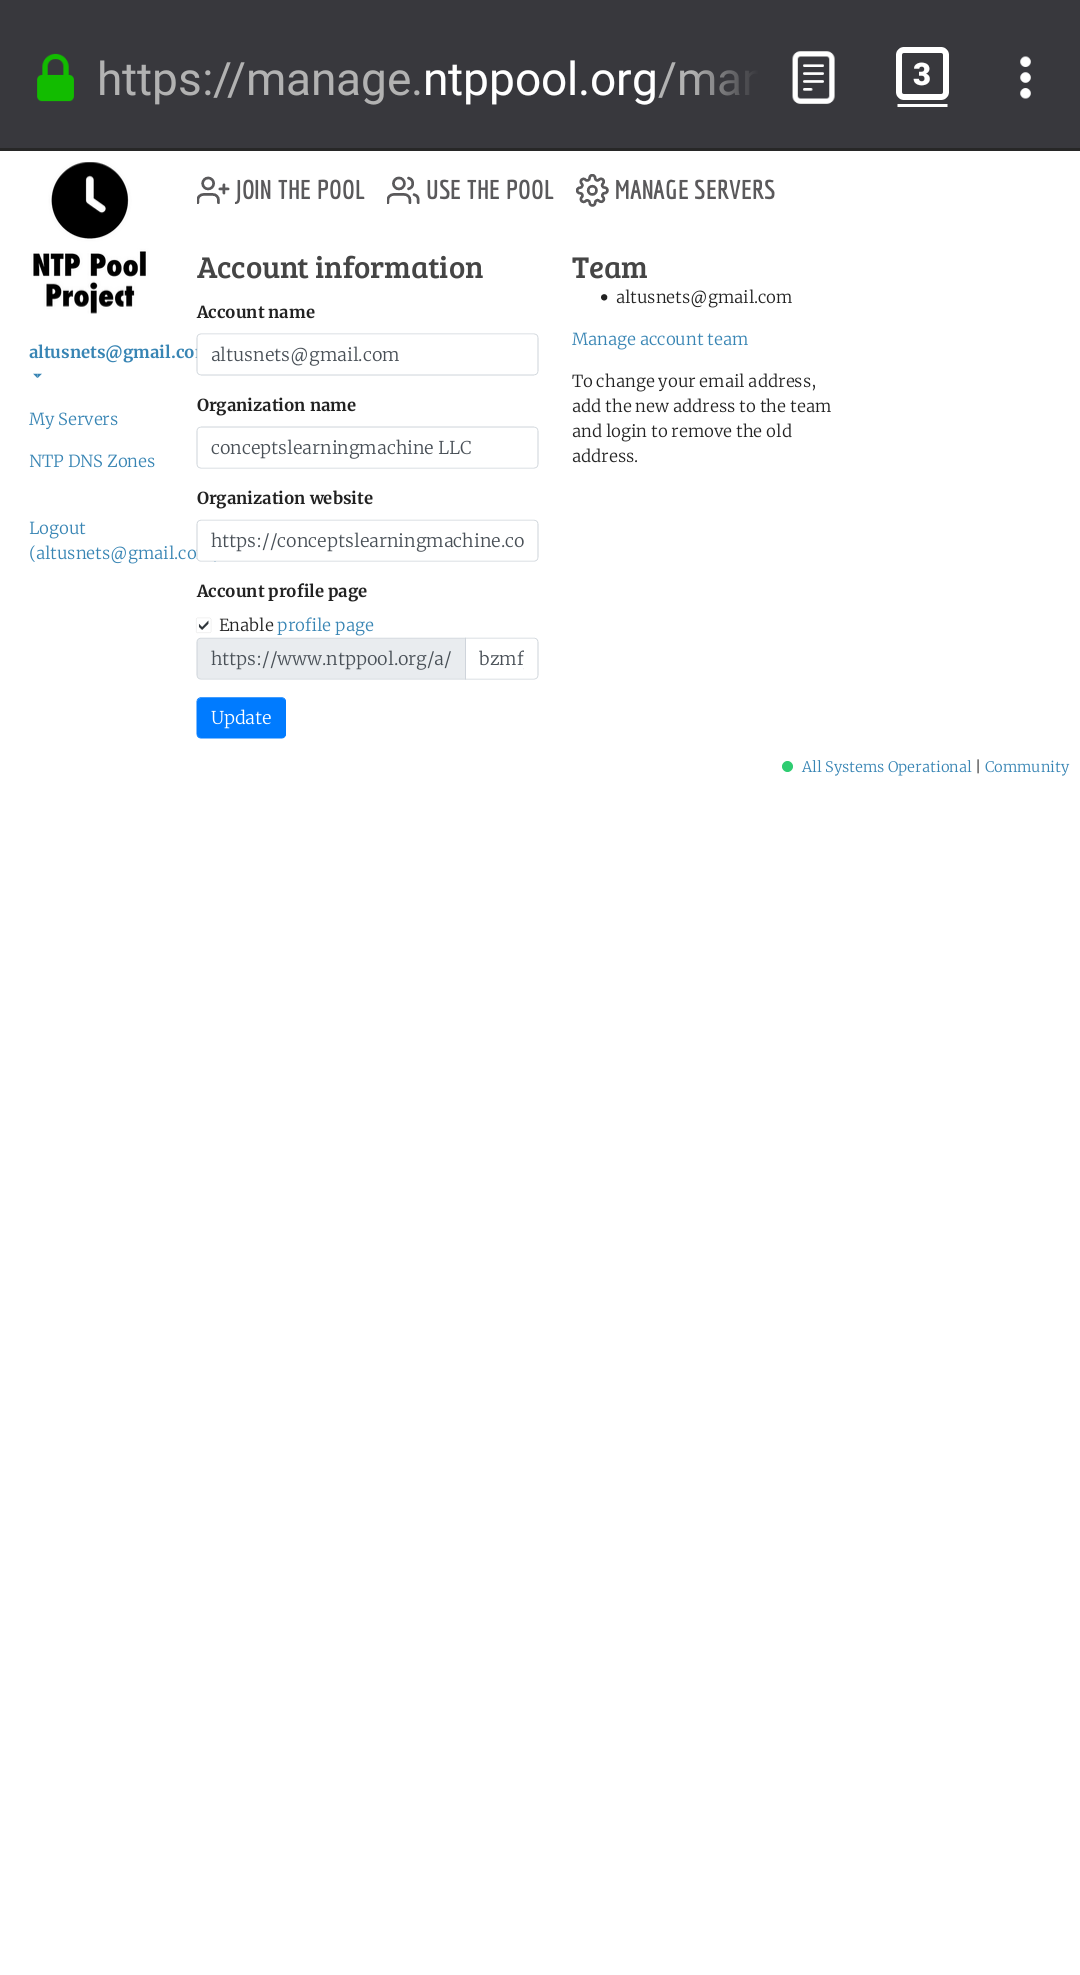 https://manage.ntppool.org/mar
3
JOIN THE POOL
USE THE POOL
MANAGE SERVERS
NTP Pool
Project
altusnets@gmail.co
My Servers
NTP DNS Zones
Logout
(altusnets@gmail.co
Account information
Account name
altusnets@gmail.com
Organization name
conceptslearningmachine LLC
Organization website
https://conceptslearningmachine.co
Account profile page
Enable profile page
https://www.ntppool.org/a/ bzmf
Update
Team
• altusnets@gmail.com
Manage account team
To change your email address,
add the new address to the team
and login to remove the old
address.
All Systems Operational | Community